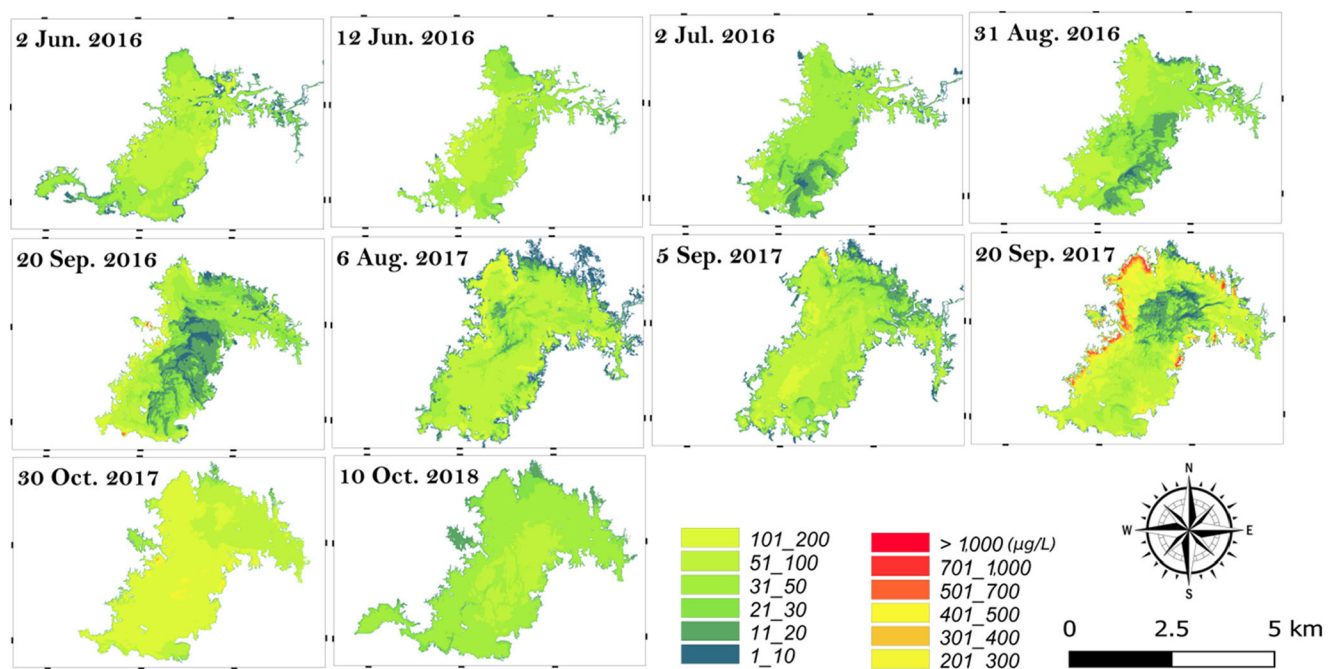 2 Jun. 2016
12 Jun. 2016
2 Jul. 2016
31 Aug. 2016
20 Sep. 2016
6 Aug. 2017
5 Sep. 2017
20 Sep. 2017
30 Oct. 2017
10 Oct. 2018
101_200
51_100
31_50
21_30
11_20
1_10
> 1,000 (µg/L)
701_1,000
501_700
401_500
301_400
201_300
N
W E
S
0 2.5 5 km